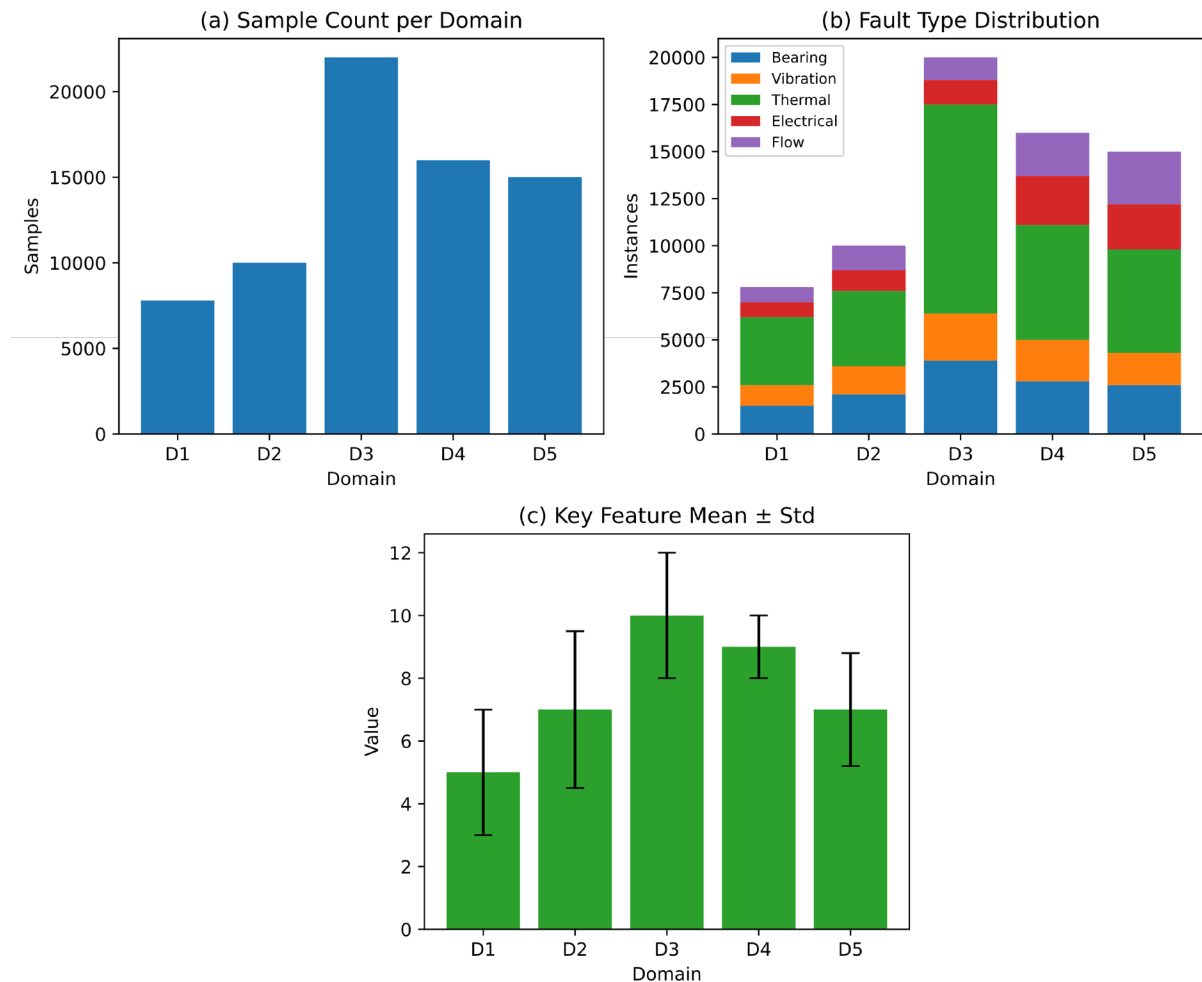 (a) Sample Count per Domain
Samples
20000
15000
10000
5000
0
D1 D2 D3 D4 D5
Domain
(b) Fault Type Distribution
Instances
20000
17500
15000
12500
10000
7500
5000
2500
0
Bearing
Vibration
Thermal
Electrical
Flow
D1 D2 D3 D4 D5
Domain
(c) Key Feature Mean ± Std
Value
12
10
8
6
4
2
0
D1 D2 D3 D4 D5
Domain